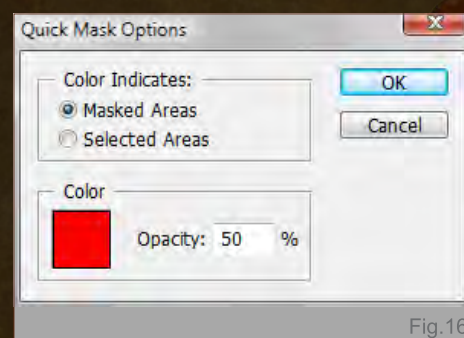 Quick Mask Options
Color Indicates:
Masked Areas
Selected Areas
OK
Cancel
Color
Opacity: 50 %
Fig.16